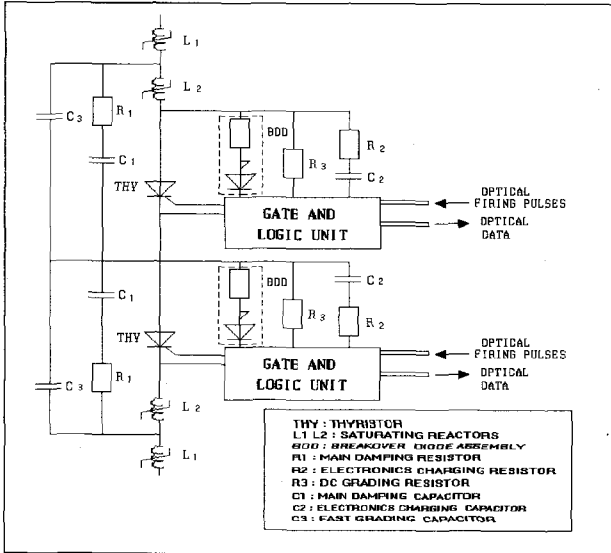 L1
L2
C3
R1
BDD
R2
R3
C1
C2
THY
OPTICAL
FIRING PULSES
GATE AND
LOGIC UNIT
OPTICAL
DATA
C1
BDD
C2
R3
R2
THY
OPTICAL
FIRING PULSES
C3
R1
GATE AND
LOGIC UNIT
OPTICAL
DATA
L2
L1
THY : THYRISTOR
L1 L2 : SATURATING REACTORS
BOD : BREAKOVER DIODE ASSEMBLY
R1 : MAIN DAMPING RESISTOR
R2 : ELECTRONICS CHARGING RESISTOR
R3 : DC GRADING RESISTOR
C1 : MAIN DAMPING CAPACITOR
C2 : ELECTRONICS CHARGING CAPACITOR
C3 : FAST GRADING CAPACITOR